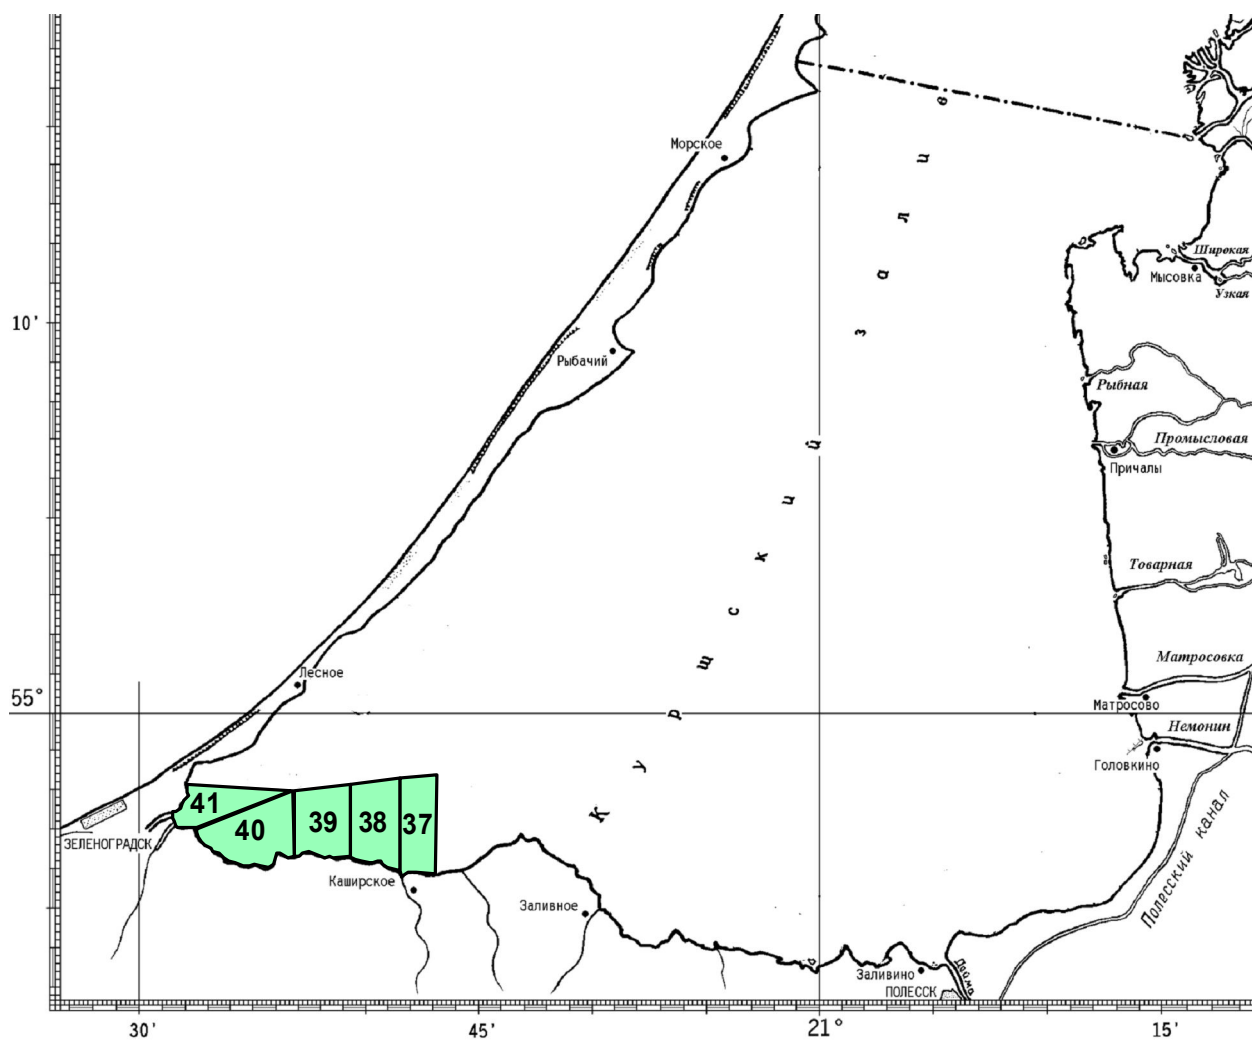 Морское
Широкая
Мысовка
Узкая
10'
Рыбачий
Рыбная
Промысловая
Причалы
Товарная
Лесное
Матросовка
55°
Матросово
Немонин
Головкино
Куршский залив
41
40
39
38
37
ЗЕЛЕНОГРАДСК
Каширское
Заливное
Полесский канал
Заливино
ПОЛЕССК
Дейма
30'
45'
21°
15'